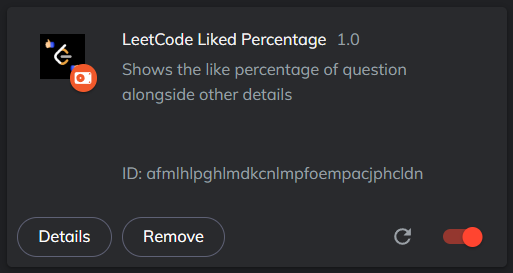 LeetCode Liked Percentage 1.0
Shows the like percentage of question
alongside other details
ID: afmlhlpghlmdkcnlmpfoempacjphcldn
Details Remove